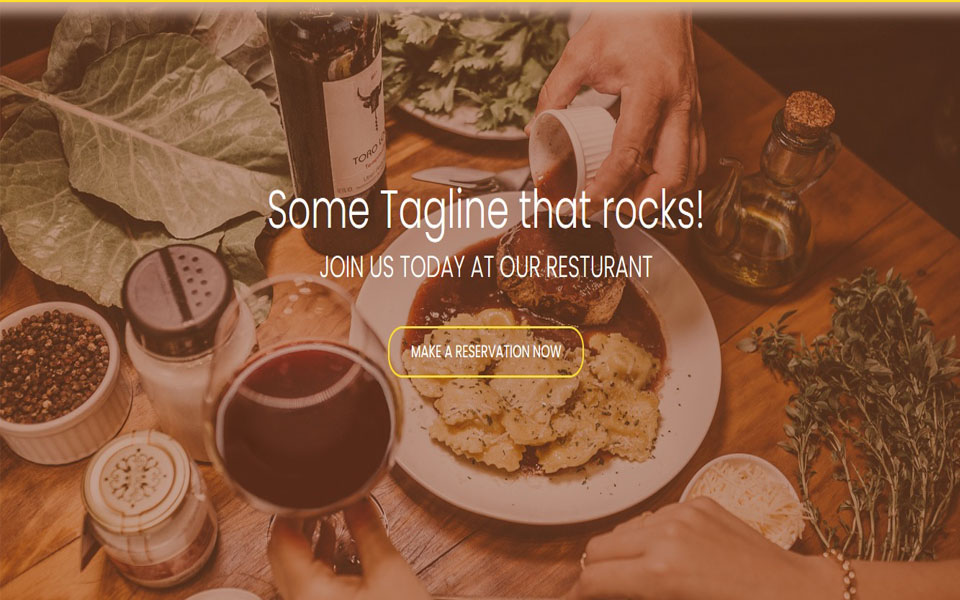 TORO
Some Tagline that rocks!
JOIN US TODAY AT OUR RESTURANT
MAKE A RESERVATION NOW